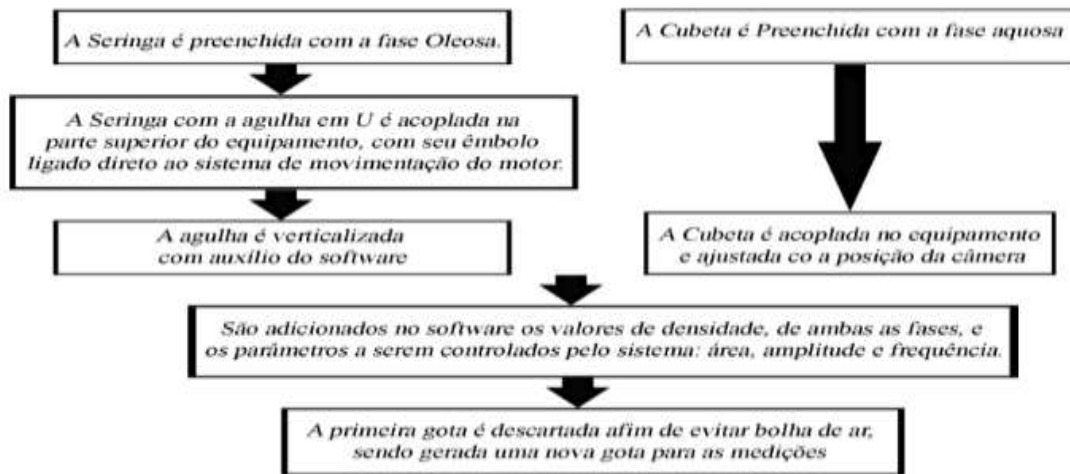 A Seringa é preenchida com a fase Oleosa.
A Cubeta é Preenchida com a fase aquosa
A Seringa com a agulha em U é acoplada na
parte superior do equipamento, com seu êmbolo
ligado direto ao sistema de movimentação do motor.
A agulha é verticalizada
com auxílio do software
A Cubeta é acoplada no equipamento
e ajustada co a posição da câmera
São adicionados no software os valores de densidade, de ambas as fases, e
os parâmetros a serem controlados pelo sistema: área, amplitude e frequência.
A primeira gota é descartada afim de evitar bolha de ar,
sendo gerada uma nova gota para as medições